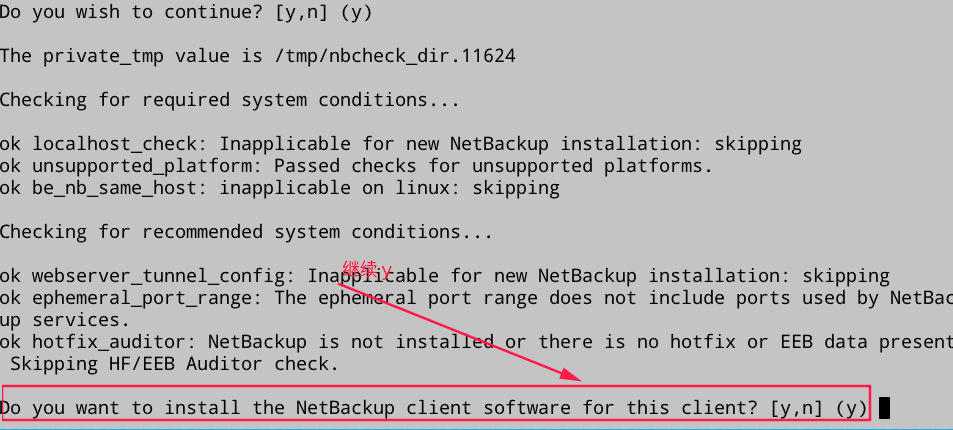 Do you wish to continue? [y,n] (y)
The private_tmp value is /tmp/nbcheck_dir.11624
Checking for required system conditions...
ok localhost_check: Inapplicable for new NetBackup installation: skipping
ok unsupported_platform: Passed checks for unsupported platforms.
ok be_nb_same_host: inapplicable on linux: skipping
Checking for recommended system conditions...
继续y
ok webserver_tunnel_config: Inapplicable for new NetBackup installation: skipping
ok ephemeral_port_range: The ephemeral port range does not include ports used by NetBac
up services.
ok hotfix_auditor: NetBackup is not installed or there is no hotfix or EEB data present
Skipping HF/EEB Auditor check.
Do you want to install the NetBackup client software for this client? [y,n] (y)